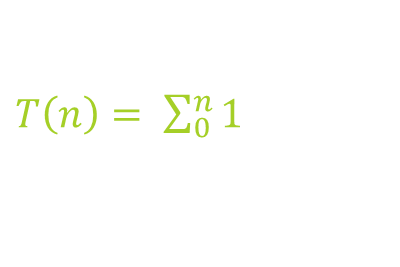 T(n) = ∑₀ⁿ 1